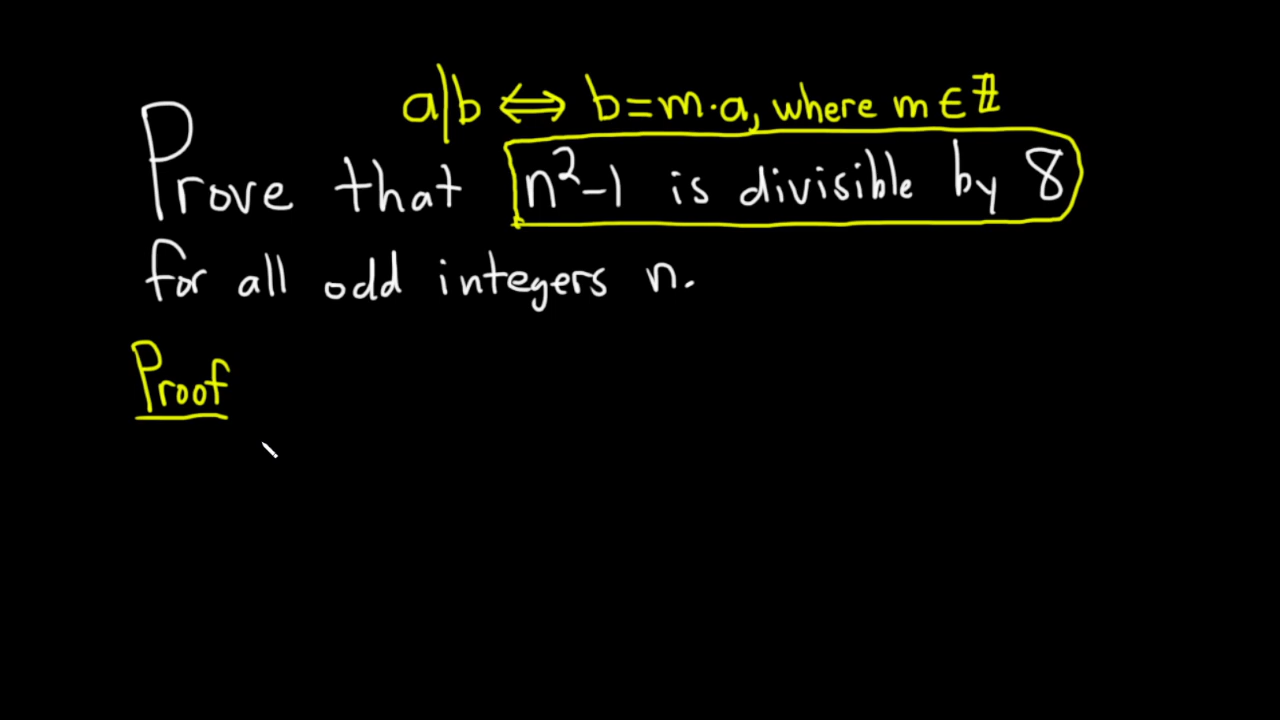 a|b ⟺ b=m·a, where m∈ℤ
Prove that n²-1 is divisible by 8
for all odd integers n.
Proof